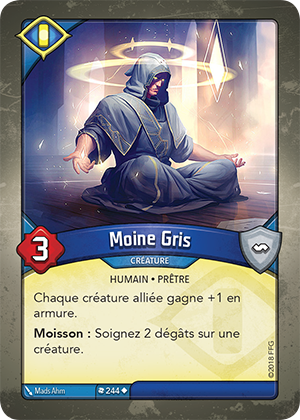 Moine Gris
3
CRÉATURE
HUMAIN • PRÊTRE
Chaque créature alliée gagne +1 en
armure.
Moisson : Soignez 2 dégâts sur une
créature.
©2018 FFG
Mads Ahm
244